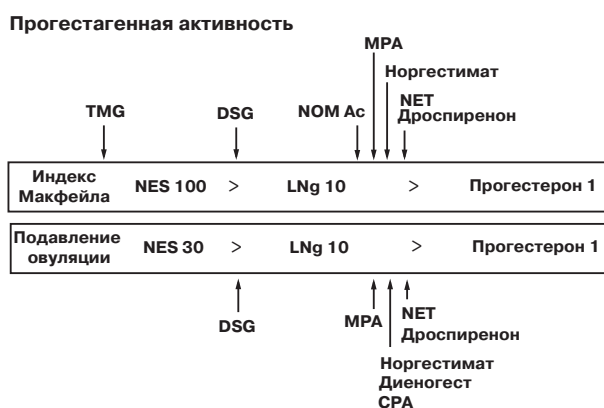 Прогестагенная активность
MPA
Норгестимат
TMG
DSG
NOM Ac
NET
Дроспиренон
Индекс
Макфейла
NES 100 > LNg 10 > Прогестерон 1
Подавление
овуляции
NES 30 > LNg 10 > Прогестерон 1
DSG
MPA
NET
Дроспиренон
Норгестимат
Диеногест
CPA